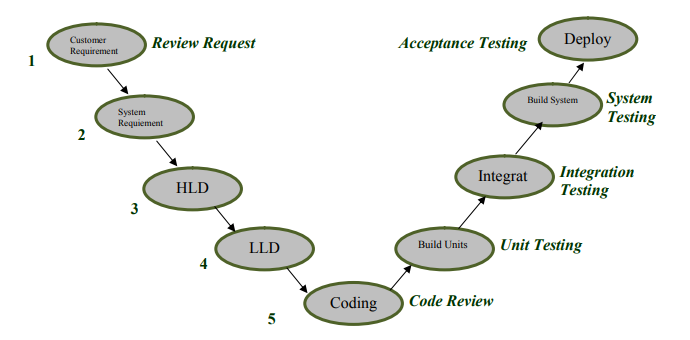 Customer
Requirement
Review Request
1
System
Requiement
2
HLD
3
LLD
4
Coding
5
Code Review
Build Units
Unit Testing
Integrat
Integration
Testing
Build System
System
Testing
Acceptance Testing
Deploy